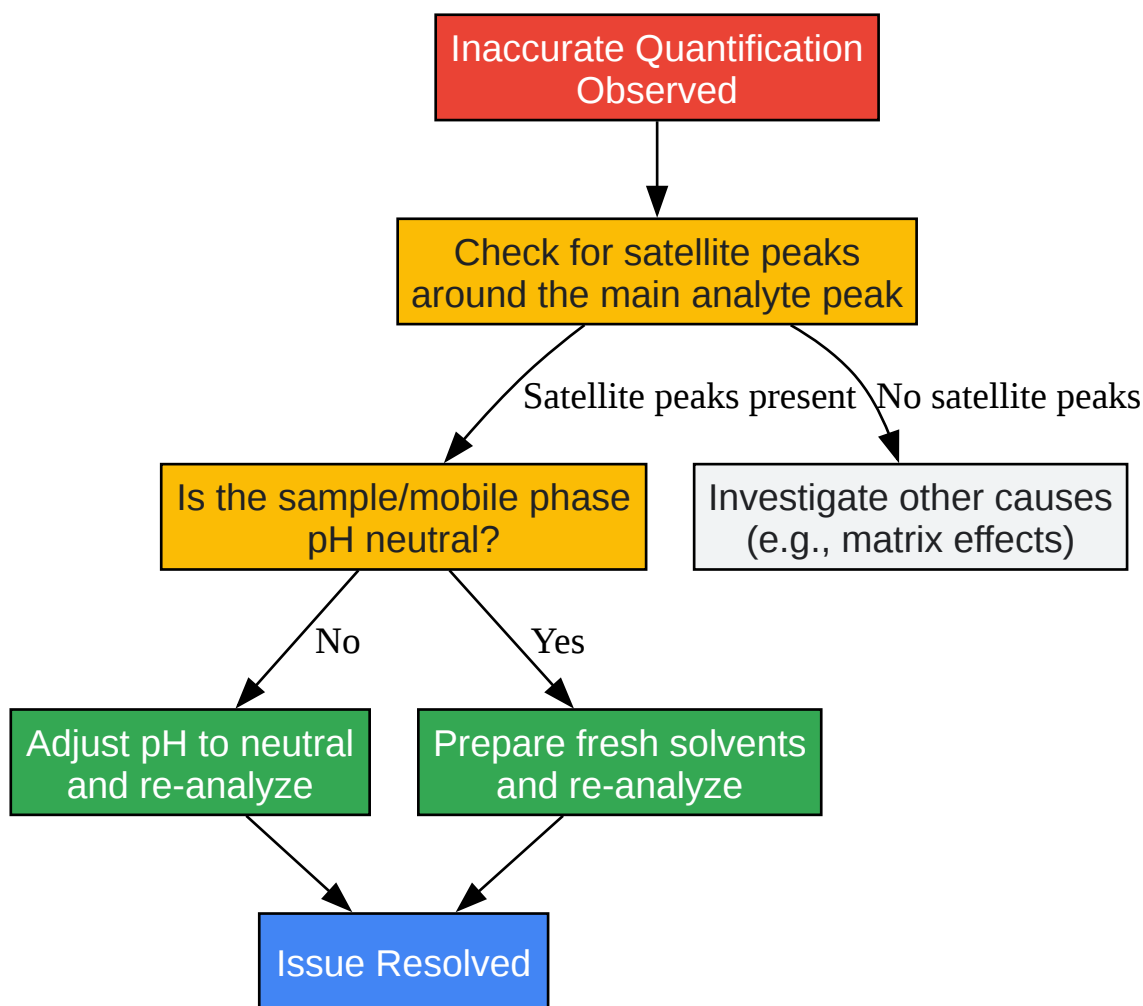 Inaccurate Quantification
Observed
Check for satellite peaks
around the main analyte peak
Satellite peaks present
No satellite peaks
Is the sample/mobile phase
pH neutral?
Investigate other causes
(e.g., matrix effects)
No
Yes
Adjust pH to neutral
and re-analyze
Prepare fresh solvents
and re-analyze
Issue Resolved